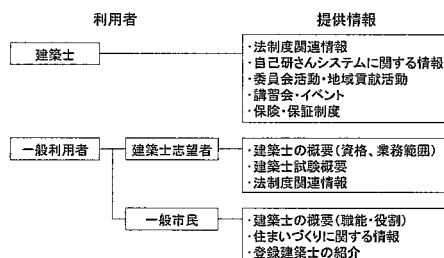 利用者 提供情報
建築士
・法制度関連情報
・自己研さんシステムに関する情報
・委員会活動・地域貢献活動
・講習会・イベント
・保険・保証制度
一般利用者
建築士志望者
・建築士の概要(資格、業務範囲)
・建築士試験概要
・法制度関連情報
一般市民
・建築士の概要(職能・役割)
・住まいづくりに関する情報
・登録建築士の紹介